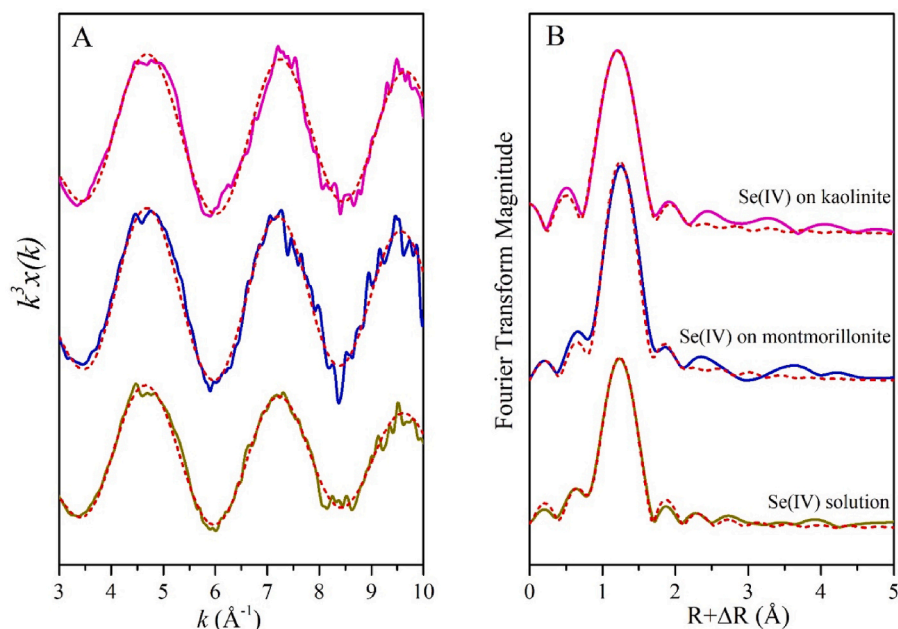 A
k³x(k)
3 4 5 6 7 8 9 10
k (Å⁻¹)
B
Fourier Transform Magnitude
Se(IV) on kaolinite
Se(IV) on montmorillonite
Se(IV) solution
0 1 2 3 4 5
R+ΔR (Å)